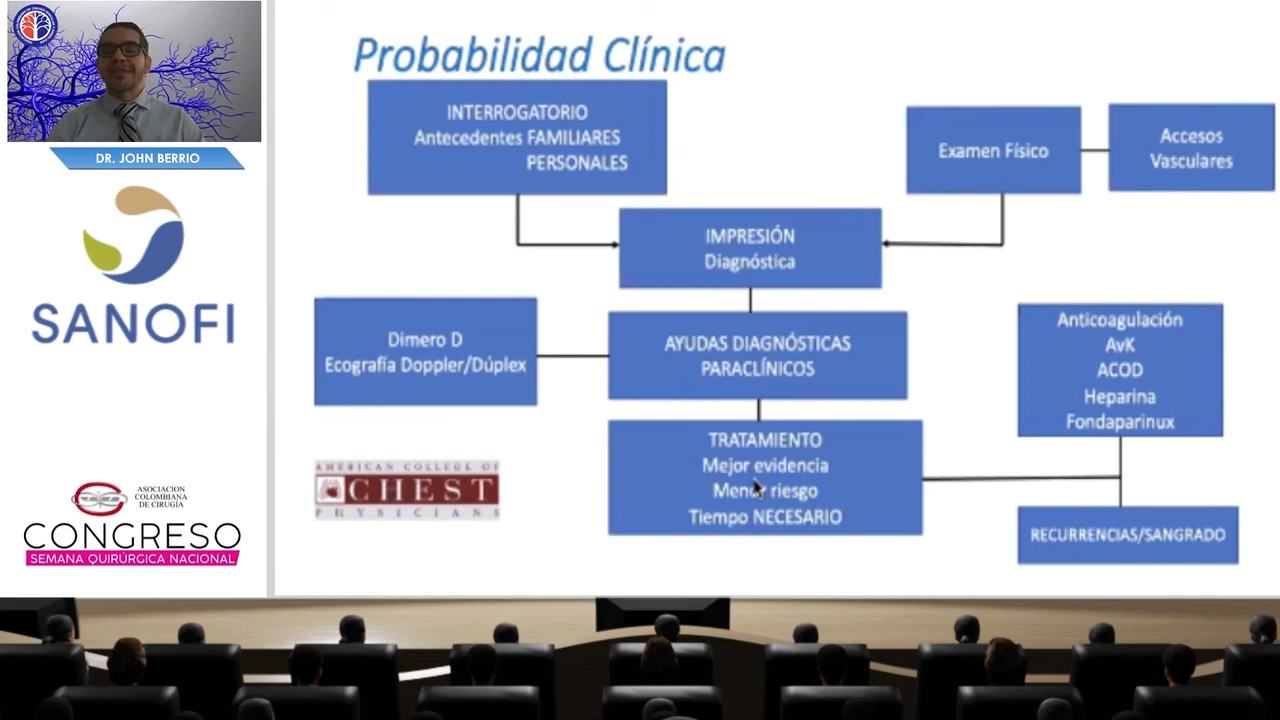 DR. JOHN BERRIO
SANOFI
ASOCIACION
COLOMBIANA
DE CIRUGÍA
CONGRESO
SEMANA QUIRÚRGICA NACIONAL
Probabilidad Clínica
INTERROGATORIO
Antecedentes FAMILIARES
PERSONALES
Examen Físico
Accesos
Vasculares
IMPRESIÓN
Diagnóstica
Dimero D
Ecografía Doppler/Dúplex
AYUDAS DIAGNÓSTICAS
PARACLÍNICOS
Anticoagulación
AvK
ACOD
Heparina
Fondaparinux
TRATAMIENTO
Mejor evidencia
Menor riesgo
Tiempo NECESARIO
AMERICAN COLLEGE OF
CHEST
PHYSICIANS
RECURRENCIAS/SANGRADO